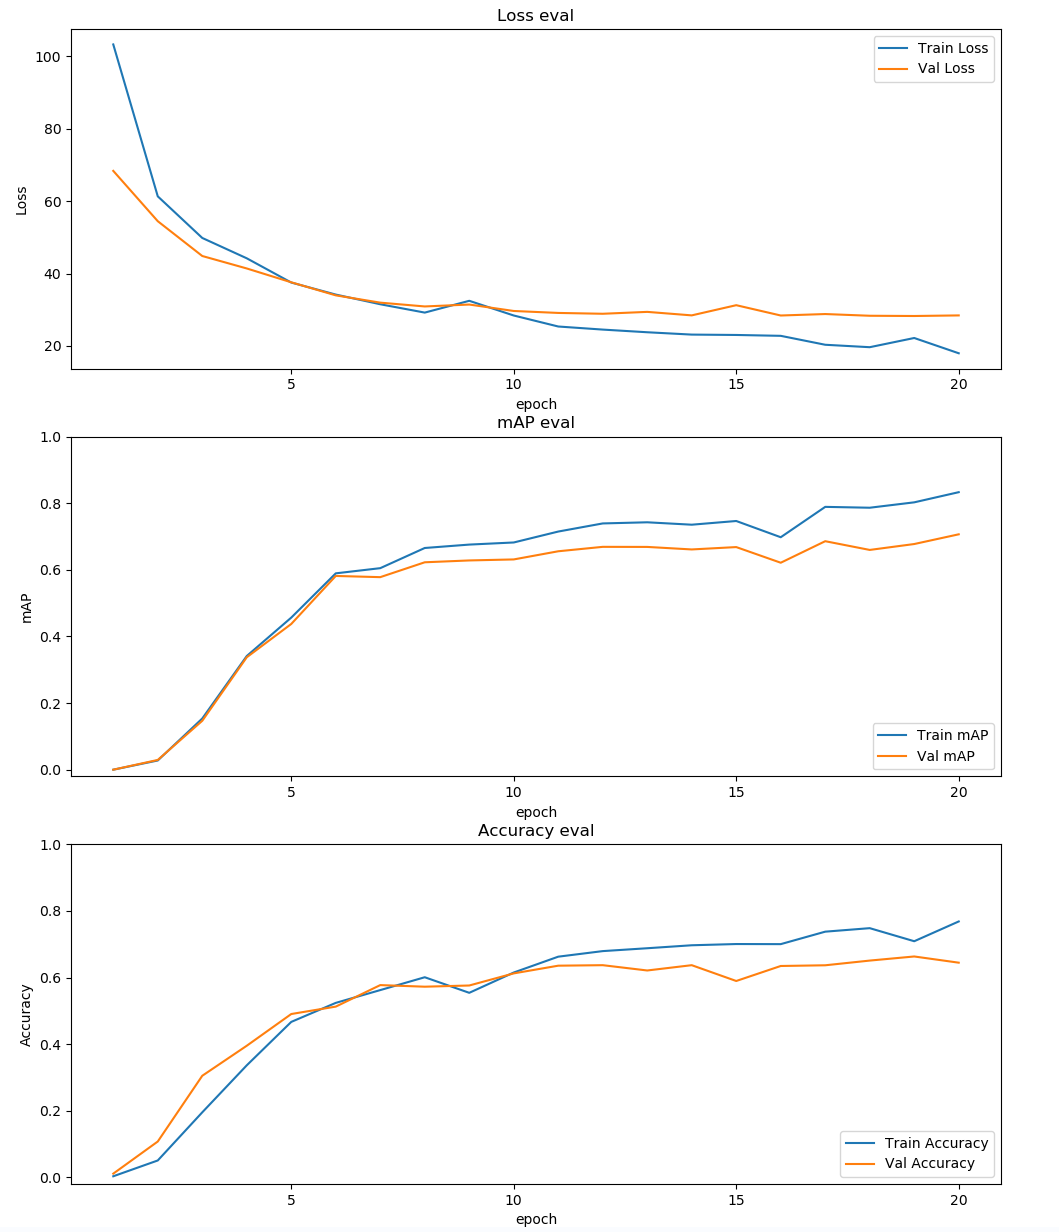 Loss eval
100
80
60
40
20
Loss
Train Loss
Val Loss
5 10 15 20
epoch
mAP eval
1.0
0.8
0.6
0.4
0.2
0.0
mAP
Train mAP
Val mAP
5 10 15 20
epoch
Accuracy eval
1.0
0.8
0.6
0.4
0.2
0.0
Accuracy
Train Accuracy
Val Accuracy
5 10 15 20
epoch